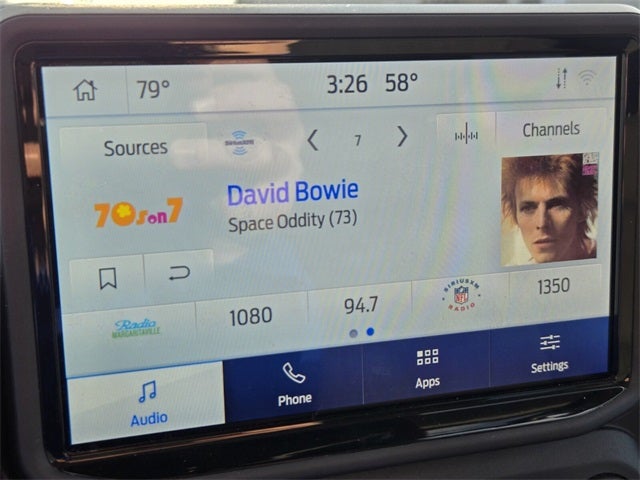 79° 3:26 58°
Sources SiriusXM 7 Channels
70s on 7
David Bowie
Space Oddity (73)
Radio
MARGARITAVILLE
1080
94.7
SIRIUSXM
NFL
RADIO
1350
Audio
Phone
Apps
Settings